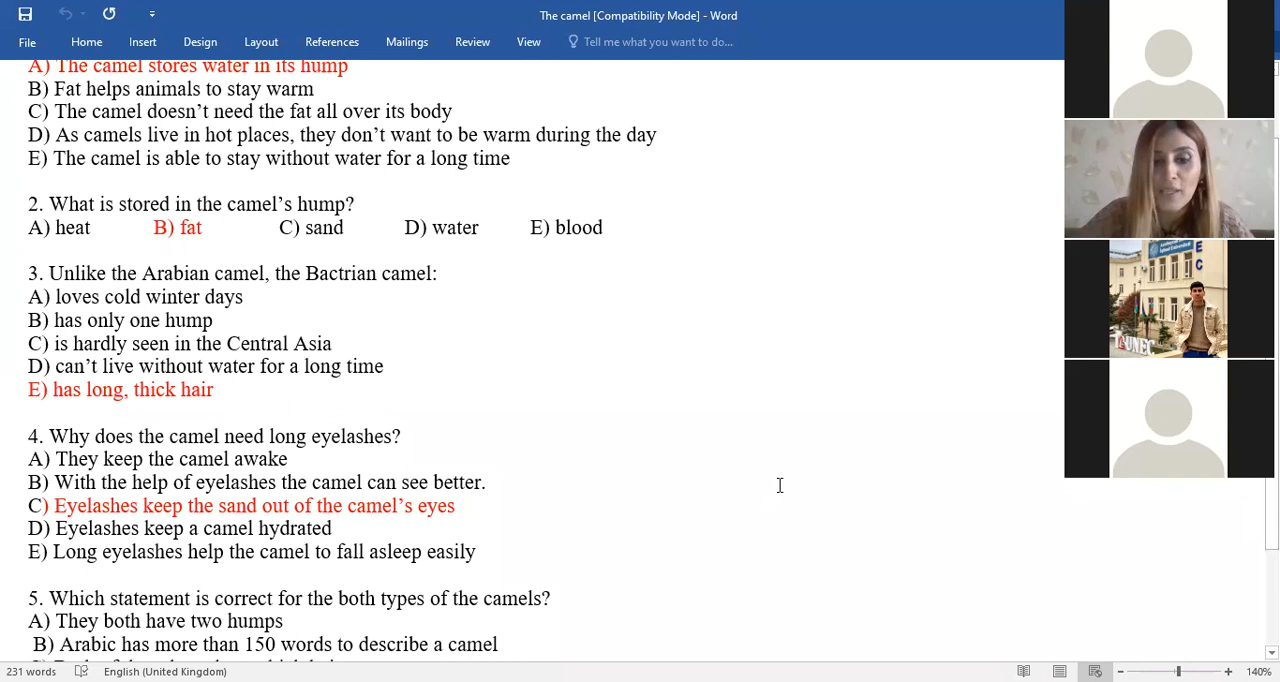 The camel [Compatibility Mode] - Word
File Home Insert Design Layout References Mailings Review View Tell me what you want to do...
A) The camel stores water in its hump
B) Fat helps animals to stay warm
C) The camel doesn’t need the fat all over its body
D) As camels live in hot places, they don’t want to be warm during the day
E) The camel is able to stay without water for a long time
2. What is stored in the camel’s hump?
A) heat B) fat C) sand D) water E) blood
3. Unlike the Arabian camel, the Bactrian camel:
A) loves cold winter days
B) has only one hump
C) is hardly seen in the Central Asia
D) can’t live without water for a long time
E) has long, thick hair
4. Why does the camel need long eyelashes?
A) They keep the camel awake
B) With the help of eyelashes the camel can see better.
C) Eyelashes keep the sand out of the camel’s eyes
D) Eyelashes keep a camel hydrated
E) Long eyelashes help the camel to fall asleep easily
5. Which statement is correct for the both types of the camels?
A) They both have two humps
B) Arabic has more than 150 words to describe a camel
231 words English (United Kingdom) 140%
E
C
UNEC